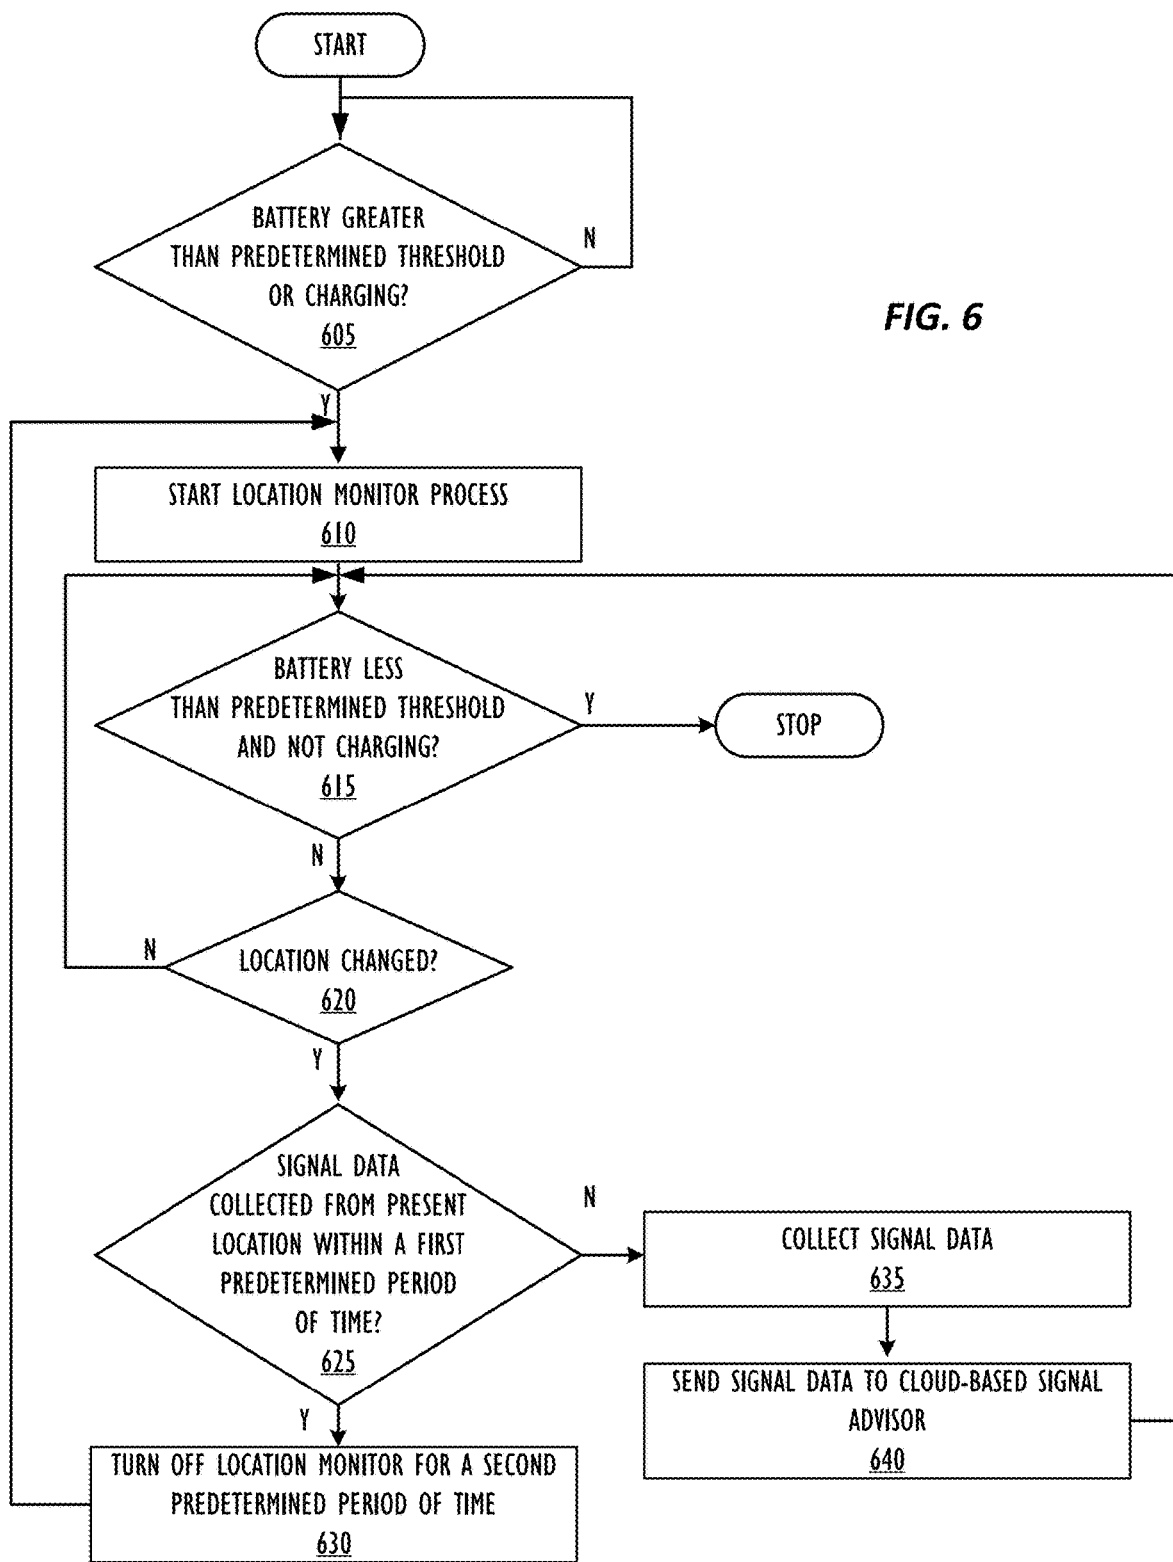 START
BATTERY GREATER
THAN PREDETERMINED THRESHOLD
OR CHARGING?
605
N
FIG. 6
Y
START LOCATION MONITOR PROCESS
610
BATTERY LESS
THAN PREDETERMINED THRESHOLD
AND NOT CHARGING?
615
Y
STOP
N
LOCATION CHANGED?
620
N
Y
SIGNAL DATA
COLLECTED FROM PRESENT
LOCATION WITHIN A FIRST
PREDETERMINED PERIOD
OF TIME?
625
N
COLLECT SIGNAL DATA
635
SEND SIGNAL DATA TO CLOUD-BASED SIGNAL
ADVISOR
640
Y
TURN OFF LOCATION MONITOR FOR A SECOND
PREDETERMINED PERIOD OF TIME
630